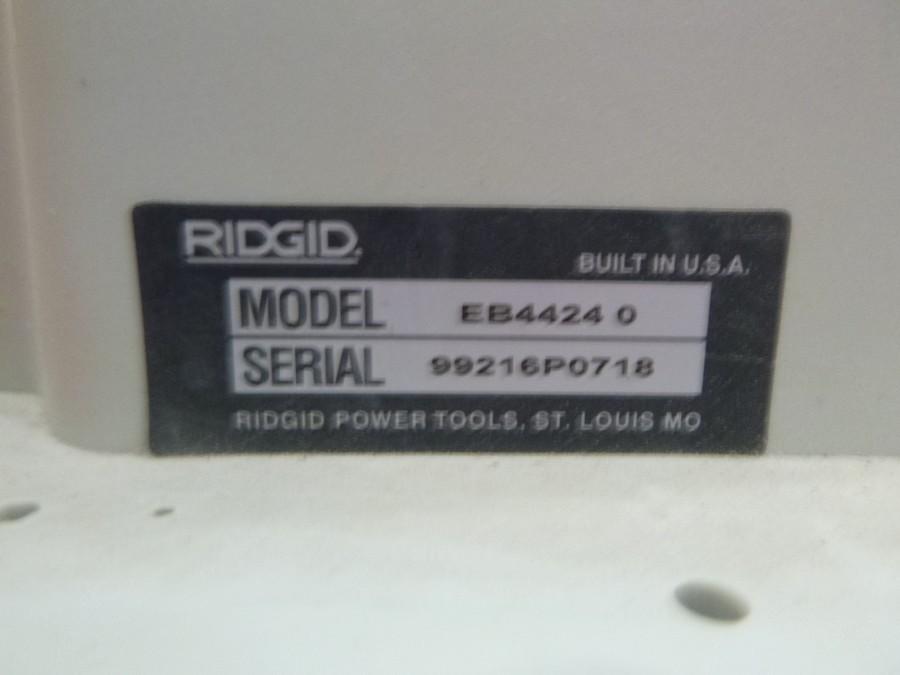 RIDGID.
BUILT IN U.S.A.
MODEL EB4424 0
SERIAL 99216P0718
RIDGID POWER TOOLS, ST. LOUIS MO